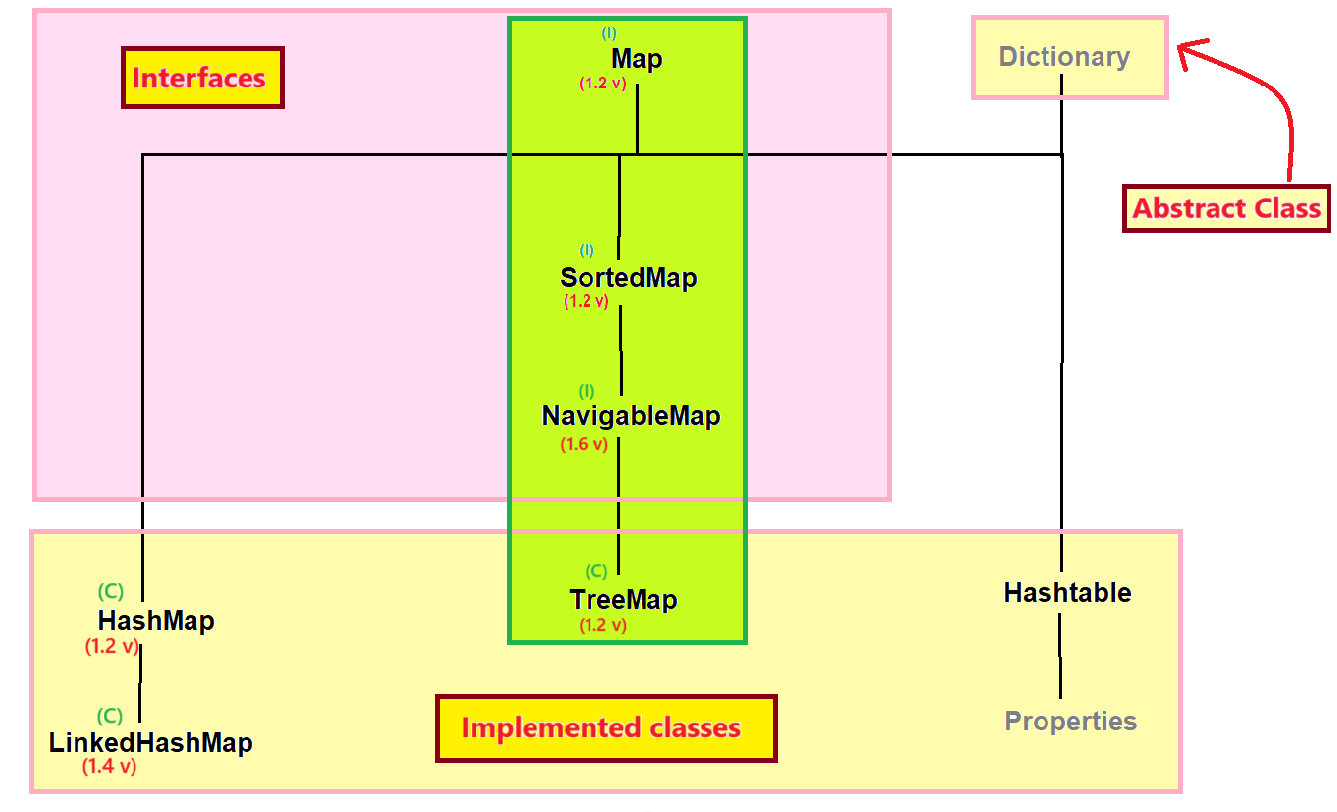 Interfaces
(I)
Map
(1.2 v)
Dictionary
Abstract Class
(I)
SortedMap
(1.2 v)
(I)
NavigableMap
(1.6 v)
(C)
HashMap
(1.2 v)
(C)
TreeMap
(1.2 v)
Hashtable
(C)
LinkedHashMap
(1.4 v)
Implemented classes
Properties